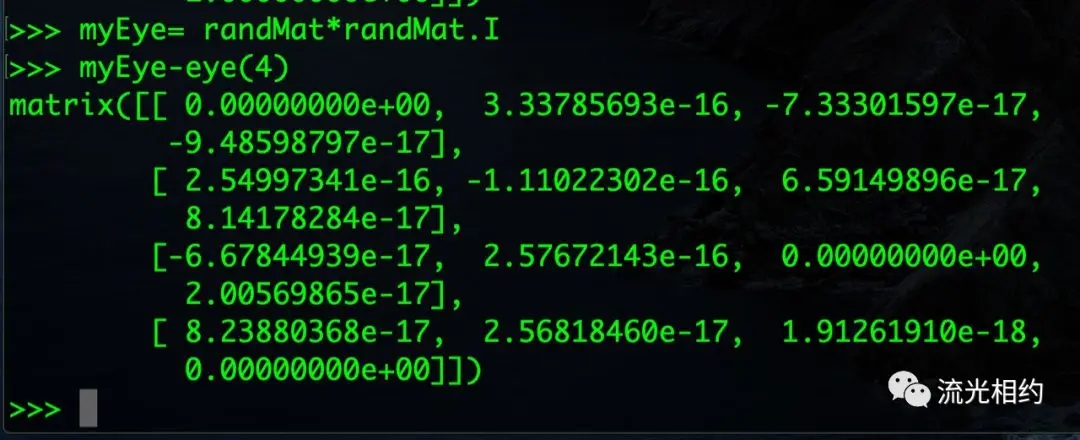 >>> myEye= randMat*randMat.I
>>> myEye-eye(4)
matrix([[ 0.00000000e+00,  3.33785693e-16, -7.33301597e-17,
         -9.48598797e-17],
        [ 2.54997341e-16, -1.11022302e-16,  6.59149896e-17,
          8.14178284e-17],
        [-6.67844939e-17,  2.57672143e-16,  0.00000000e+00,
          2.00569865e-17],
        [ 8.23880368e-17,  2.56818460e-17,  1.91261910e-18,
          0.00000000e+00]])
>>>
流光相约